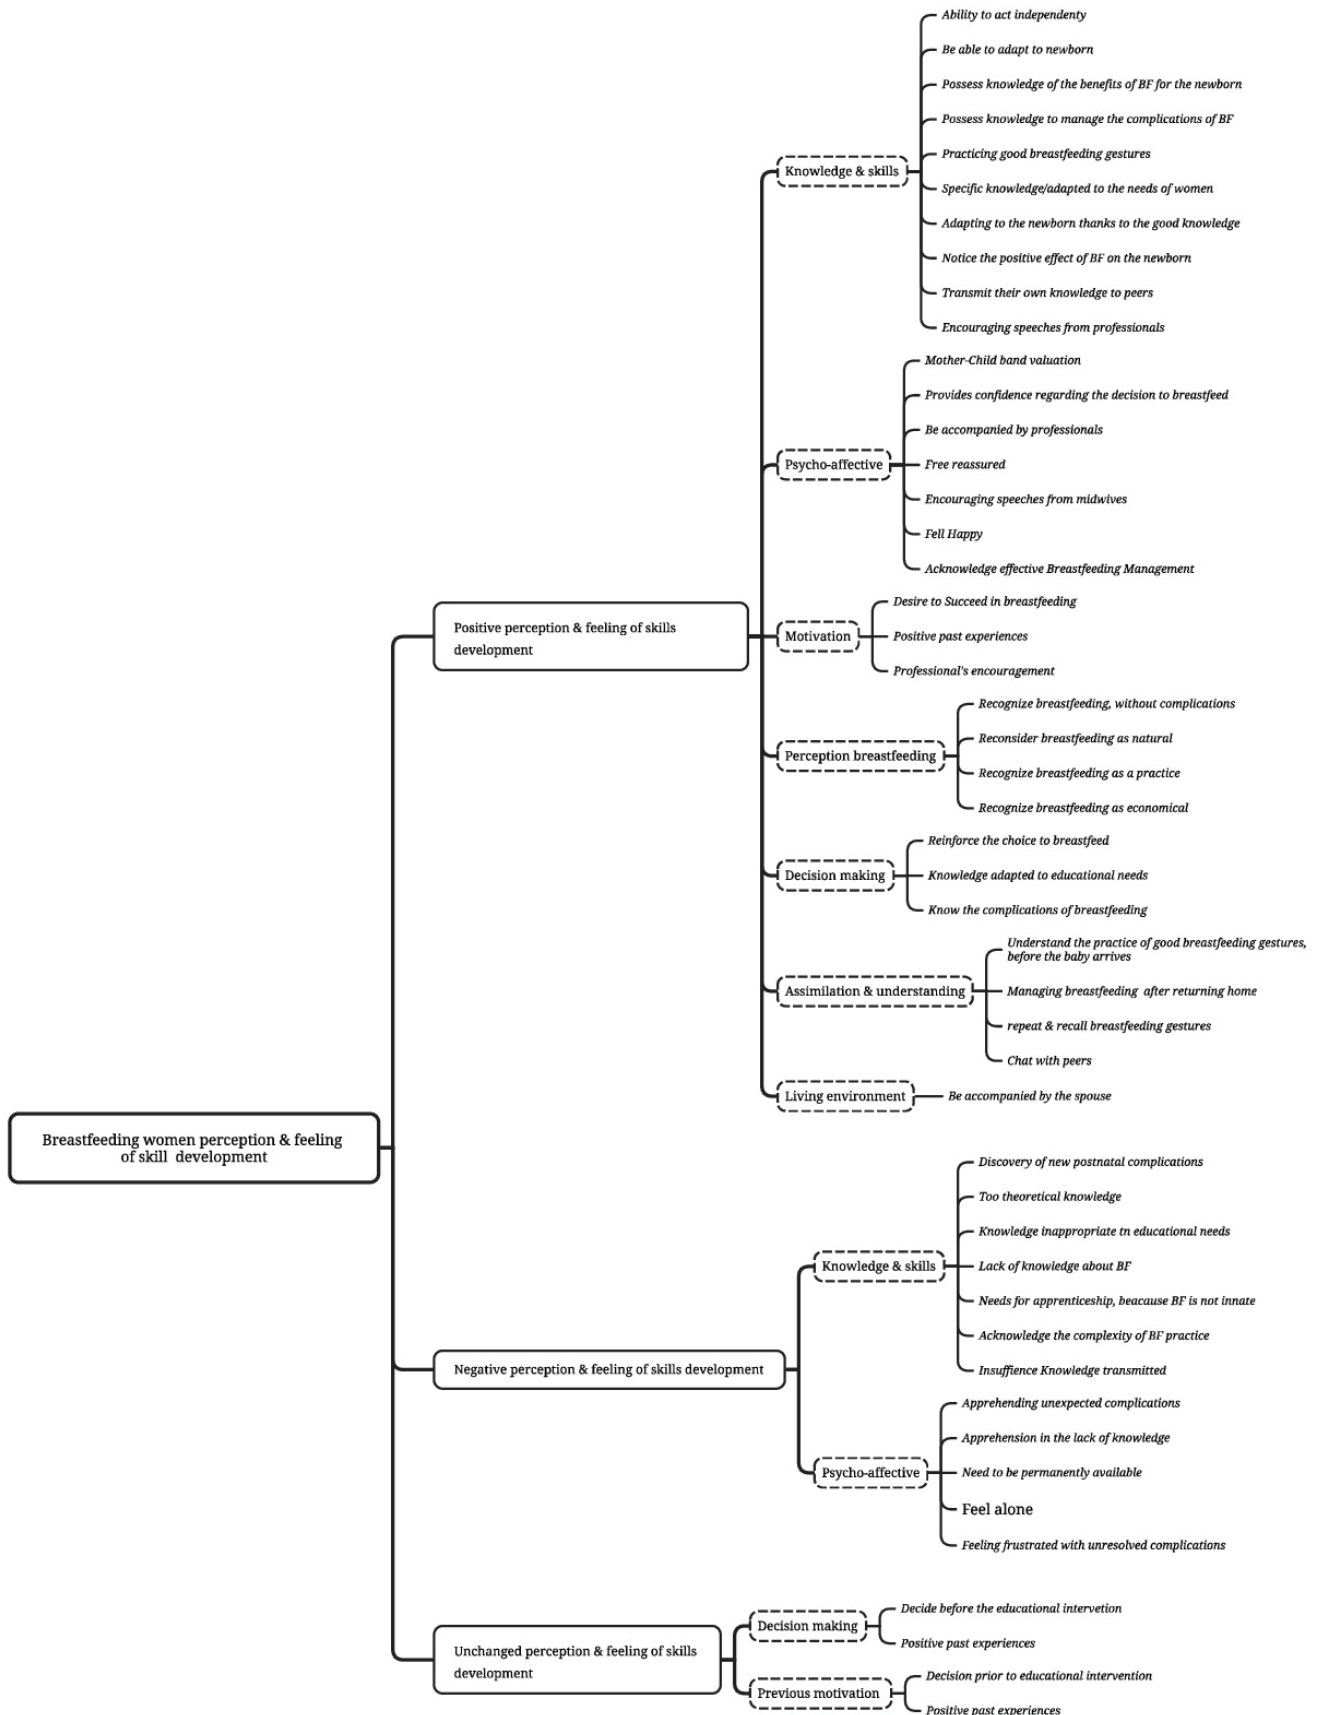 Breastfeeding women perception & feeling
of skill development
Positive perception & feeling of skills
development
Knowledge & skills
Ability to act independenty
Be able to adapt to newborn
Possess knowledge of the benefits of BF for the newborn
Possess knowledge to manage the complications of BF
Practicing good breastfeeding gestures
Specific knowledge/adapted to the needs of women
Adapting to the newborn thanks to the good knowledge
Notice the positive effect of BF on the newborn
Transmit their own knowledge to peers
Encouraging speeches from professionals
Psycho-affective
Mother-Child band valuation
Provides confidence regarding the decision to breastfeed
Be accompanied by professionals
Free reassured
Encouraging speeches from midwives
Fell Happy
Acknowledge effective Breastfeeding Management
Motivation
Desire to Succeed in breastfeeding
Positive past experiences
Professional's encouragement
Perception breastfeeding
Recognize breastfeeding, without complications
Reconsider breastfeeding as natural
Recognize breastfeeding as a practice
Recognize breastfeeding as economical
Decision making
Reinforce the choice to breastfeed
Knowledge adapted to educational needs
Know the complications of breastfeeding
Assimilation & understanding
Understand the practice of good breastfeeding gestures,
before the baby arrives
Managing breastfeeding after returning home
repeat & recall breastfeeding gestures
Chat with peers
Living environment
Be accompanied by the spouse
Negative perception & feeling of skills development
Knowledge & skills
Discovery of new postnatal complications
Too theoretical knowledge
Knowledge inappropriate tn educational needs
Lack of knowledge about BF
Needs for apprenticeship, beacause BF is not innate
Acknowledge the complexity of BF practice
Insuffience Knowledge transmitted
Psycho-affective
Apprehending unexpected complications
Apprehension in the lack of knowledge
Need to be permanently available
Feel alone
Feeling frustrated with unresolved complications
Unchanged perception & feeling of skills
development
Decision making
Decide before the educational intervetion
Positive past experiences
Previous motivation
Decision prior to educational intervention
Positive past experiences